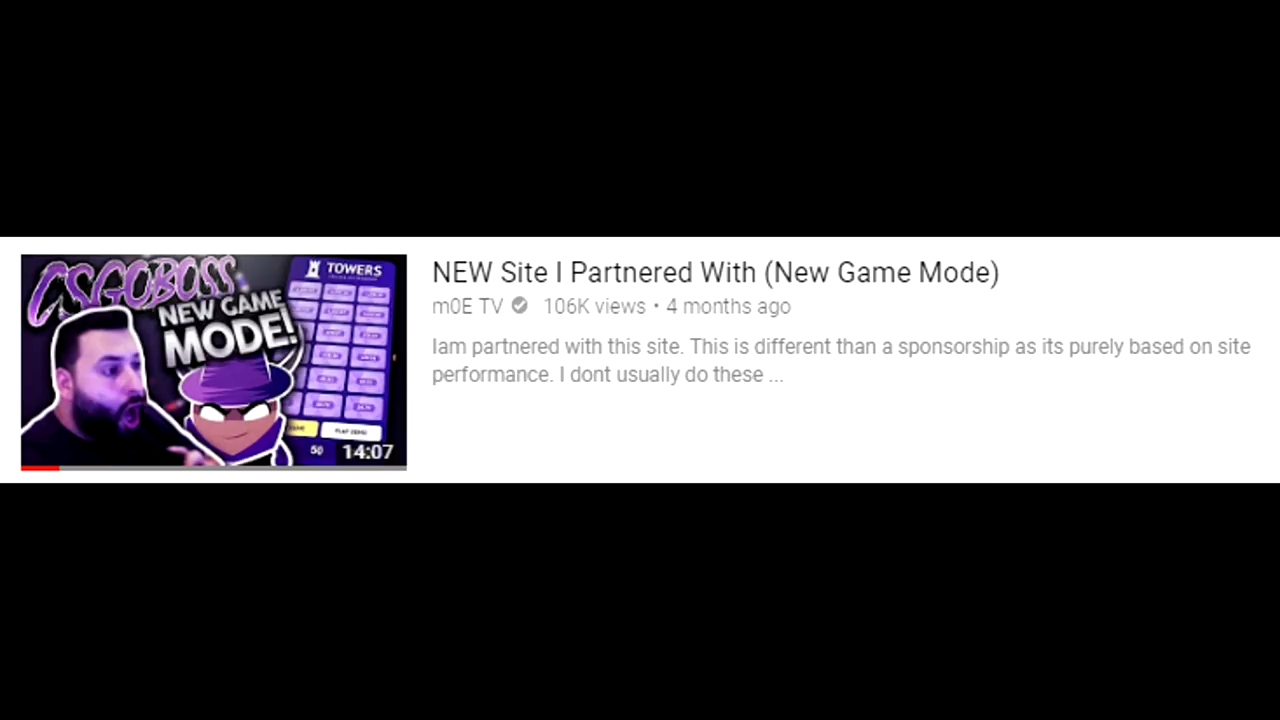 CSGOBOSS
NEW GAME
MODE!
TOWERS
50
14:07
NEW Site I Partnered With (New Game Mode)
m0E TV 106K views • 4 months ago
Iam partnered with this site. This is different than a sponsorship as its purely based on site
performance. I dont usually do these ...